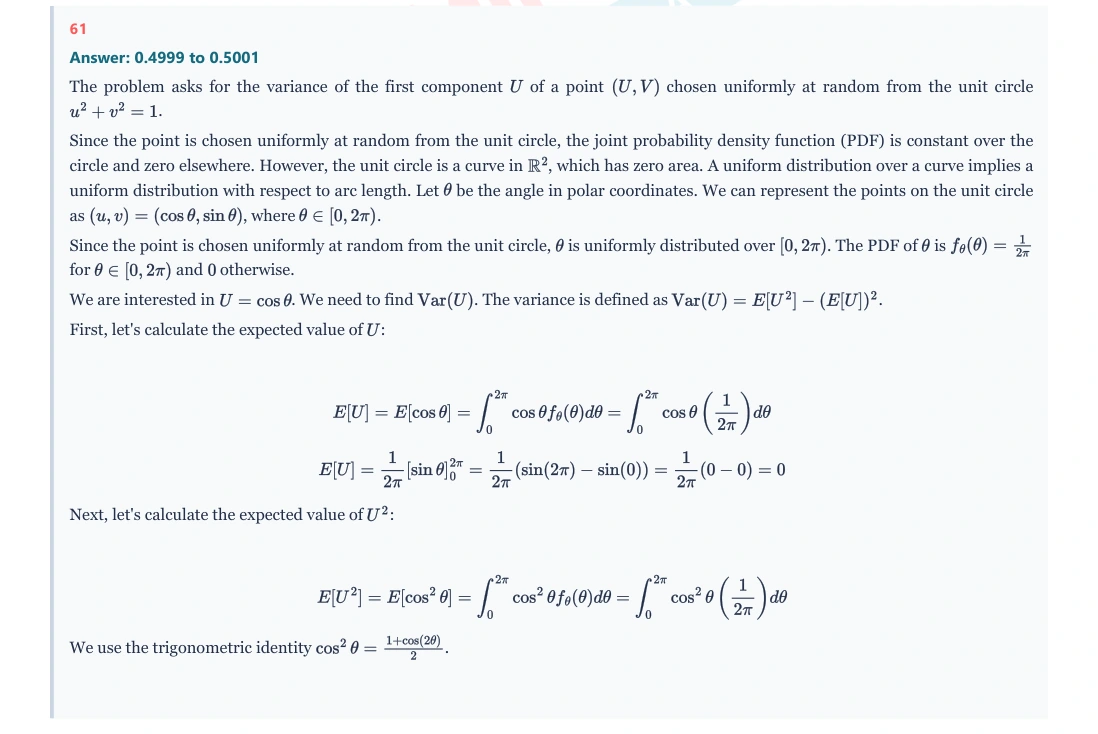 61
Answer: 0.4999 to 0.5001
The problem asks for the variance of the first component U of a point (U, V) chosen uniformly at random from the unit circle
u² + v² = 1.
Since the point is chosen uniformly at random from the unit circle, the joint probability density function (PDF) is constant over the
circle and zero elsewhere. However, the unit circle is a curve in ℝ², which has zero area. A uniform distribution over a curve implies a
uniform distribution with respect to arc length. Let θ be the angle in polar coordinates. We can represent the points on the unit circle
as (u, v) = (cos θ, sin θ), where θ ∈ [0, 2π).
Since the point is chosen uniformly at random from the unit circle, θ is uniformly distributed over [0, 2π). The PDF of θ is f_θ(θ) = 1/2π
for θ ∈ [0, 2π) and 0 otherwise.
We are interested in U = cos θ. We need to find Var(U). The variance is defined as Var(U) = E[U²] − (E[U])².
First, let's calculate the expected value of U:
E[U] = E[cos θ] = ∫₀^{2π} cos θ f_θ(θ)dθ = ∫₀^{2π} cos θ (1/2π) dθ
E[U] = 1/2π [sin θ]₀^{2π} = 1/2π (sin(2π) − sin(0)) = 1/2π (0 − 0) = 0
Next, let's calculate the expected value of U²:
E[U²] = E[cos² θ] = ∫₀^{2π} cos² θ f_θ(θ)dθ = ∫₀^{2π} cos² θ (1/2π) dθ
We use the trigonometric identity cos² θ = (1+cos(2θ))/2.